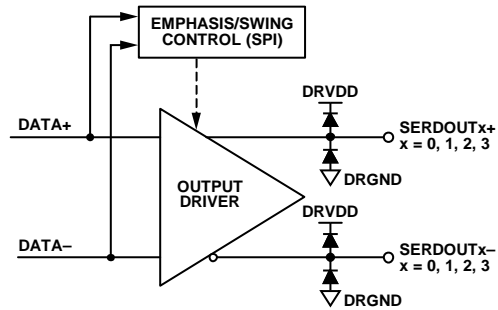 EMPHASIS/SWING
CONTROL (SPI)
DATA+
DRVDD
SERDOUTx+
x = 0, 1, 2, 3
DRGND
OUTPUT
DRIVER
DRVDD
DATA–
SERDOUTx–
x = 0, 1, 2, 3
DRGND